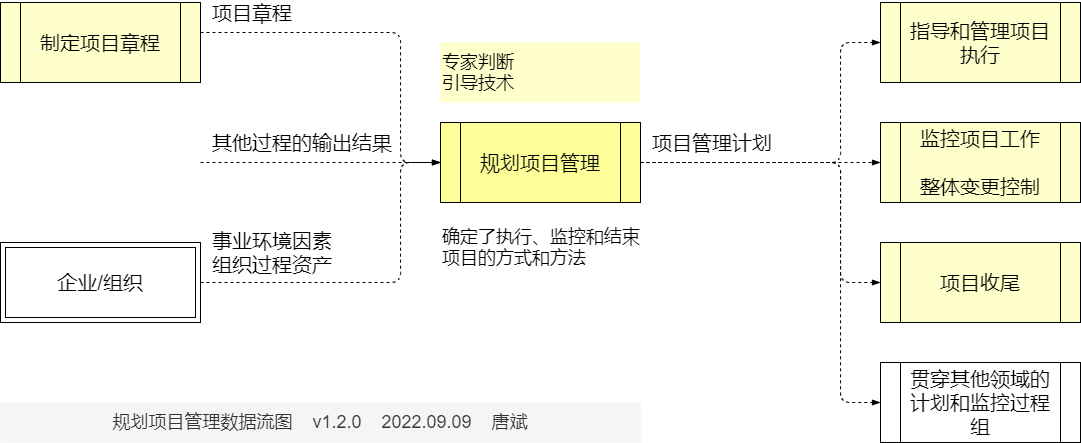 项目章程
制定项目章程
专家判断
引导技术
其他过程的输出结果
规划项目管理
项目管理计划
确定了执行、监控和结束
项目的方式和方法
事业环境因素
组织过程资产
企业/组织
指导和管理项目
执行
监控项目工作
整体变更控制
项目收尾
贯穿其他领域的
计划和监控过程
组
规划项目管理数据流图 v1.2.0 2022.09.09 唐斌